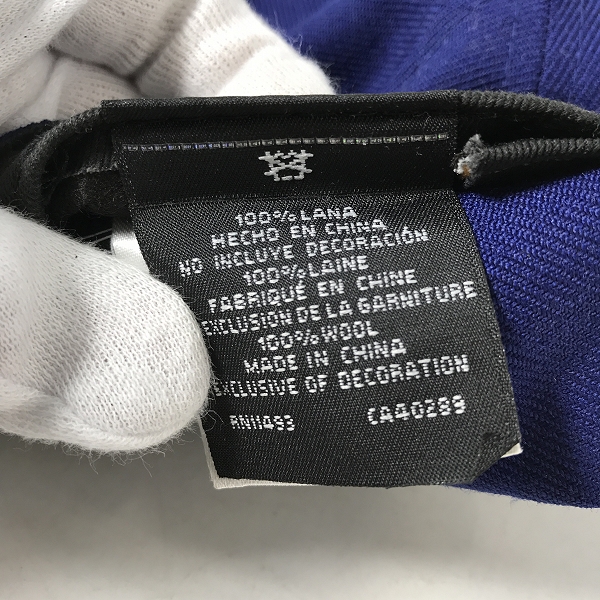 100% LANA
HECHO EN CHINA
NO INCLUYE DECORACIÓN
100% LAINE
FABRIQUÉ EN CHINE
EXCLUSION DE LA GARNITURE
100% WOOL
MADE IN CHINA
EXCLUSIVE OF DECORATION
RN11493 CA40289